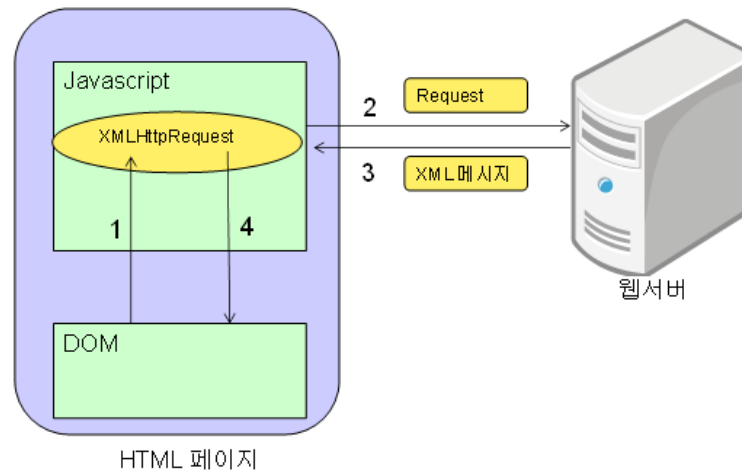 Javascript
XMLHttpRequest
2
Request
3
XML메시지
1
4
웹서버
DOM
HTML 페이지